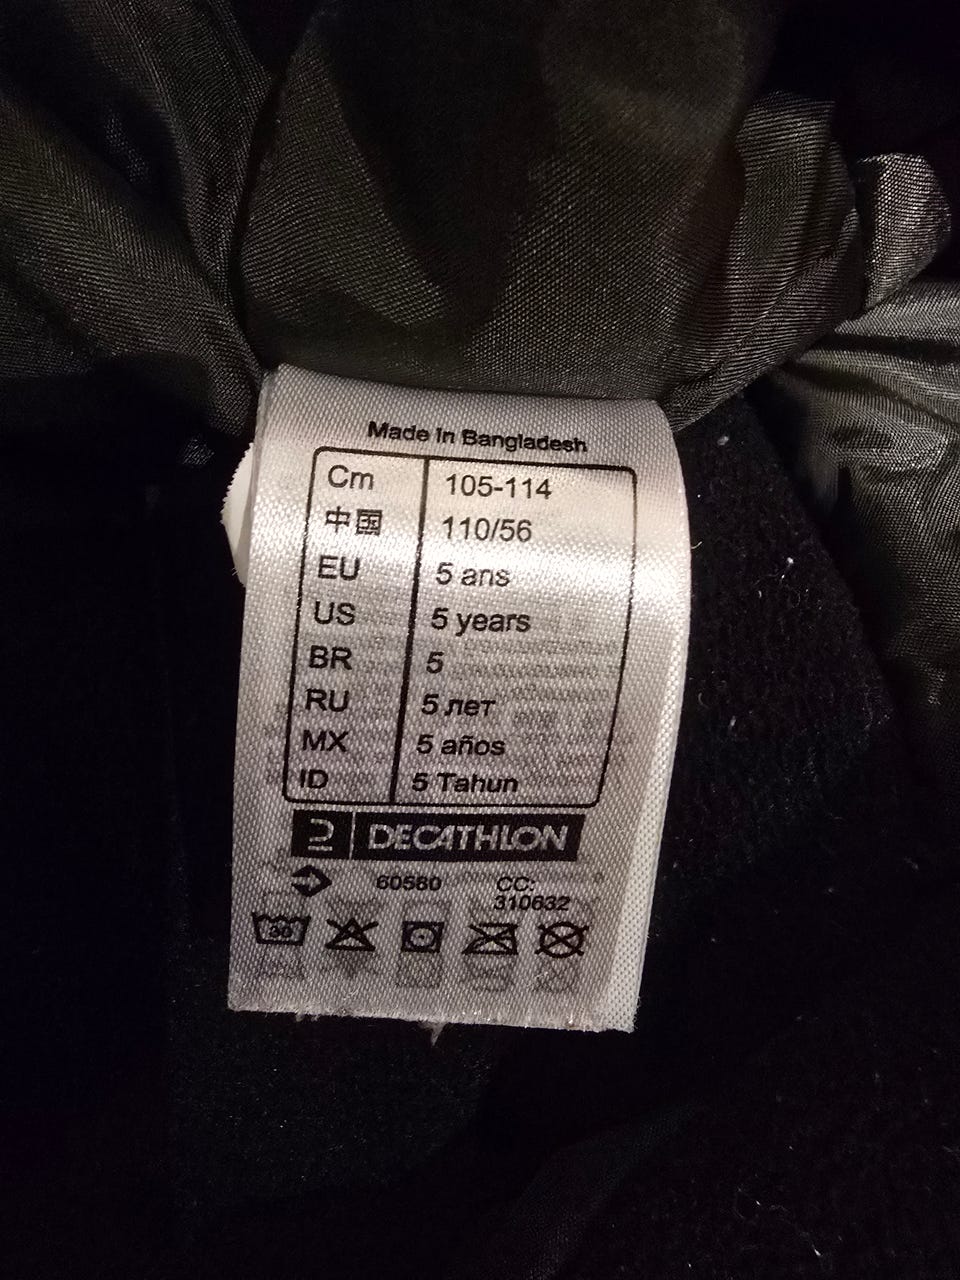 Made in Bangladesh
Cm 105-114
中国 110/56
EU 5 ans
US 5 years
BR 5
RU 5 лет
MX 5 años
ID 5 Tahun
DECATHLON
60580 CC:
310632
30